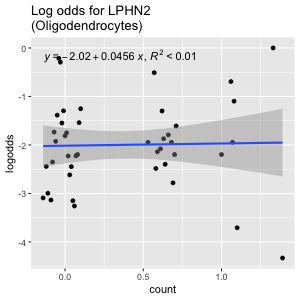 Log odds for LPHN2
(Oligodendrocytes)
y = −2.02 + 0.0456 x, R² < 0.01
logodds
0
-1
-2
-3
-4
0.0 0.5 1.0
count